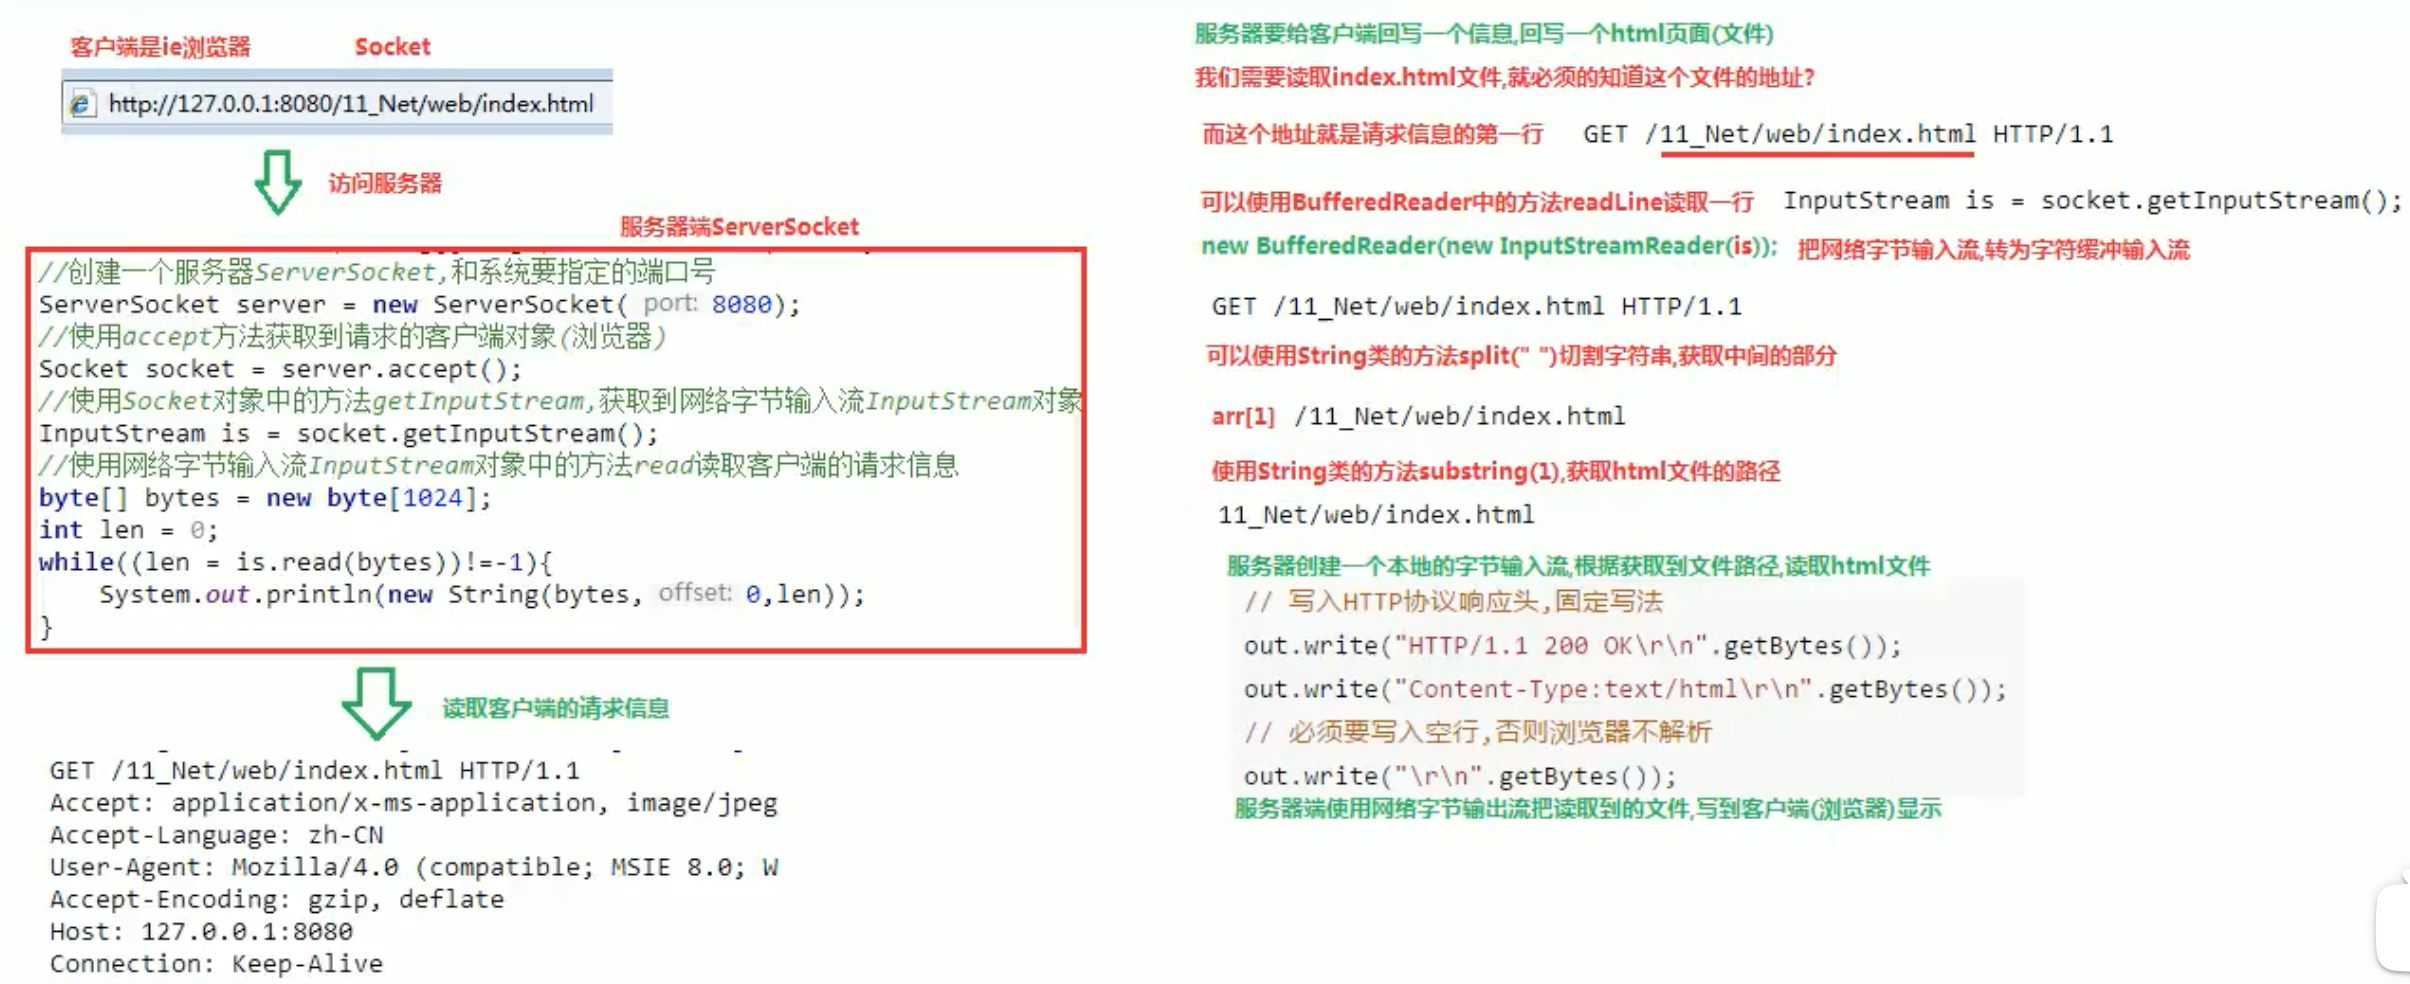 客户端是ie浏览器 Socket
http://127.0.0.1:8080/11_Net/web/index.html
访问服务器
服务器端ServerSocket
//创建一个服务器ServerSocket,和系统要指定的端口号
ServerSocket server = new ServerSocket( port: 8080);
//使用accept方法获取到请求的客户端对象(浏览器)
Socket socket = server.accept();
//使用Socket对象中的方法getInputStream,获取到网络字节输入流InputStream对象
InputStream is = socket.getInputStream();
//使用网络字节输入流InputStream对象中的方法read读取客户端的请求信息
byte[] bytes = new byte[1024];
int len = 0;
while((len = is.read(bytes))!=-1){
System.out.println(new String(bytes, offset: 0,len));
}
读取客户端的请求信息
GET /11_Net/web/index.html HTTP/1.1
Accept: application/x-ms-application, image/jpeg
Accept-Language: zh-CN
User-Agent: Mozilla/4.0 (compatible; MSIE 8.0; W
Accept-Encoding: gzip, deflate
Host: 127.0.0.1:8080
Connection: Keep-Alive
服务器要给客户端回写一个信息,回写一个html页面(文件)
我们需要读取index.html文件,就必须的知道这个文件的地址?
而这个地址就是请求信息的第一行 GET /11_Net/web/index.html HTTP/1.1
可以使用BufferedReader中的方法readLine读取一行 InputStream is = socket.getInputStream();
new BufferedReader(new InputStreamReader(is)); 把网络字节输入流,转为字符缓冲输入流
GET /11_Net/web/index.html HTTP/1.1
可以使用String类的方法split(" ")切割字符串,获取中间的部分
arr[1] /11_Net/web/index.html
使用String类的方法substring(1),获取html文件的路径
11_Net/web/index.html
服务器创建一个本地的字节输入流,根据获取到文件路径,读取html文件
// 写入HTTP协议响应头,固定写法
out.write("HTTP/1.1 200 OK\r\n".getBytes());
out.write("Content-Type:text/html\r\n".getBytes());
// 必须要写入空行,否则浏览器不解析
out.write("\r\n".getBytes());
服务器端使用网络字节输出流把读取到的文件,写到客户端(浏览器)显示